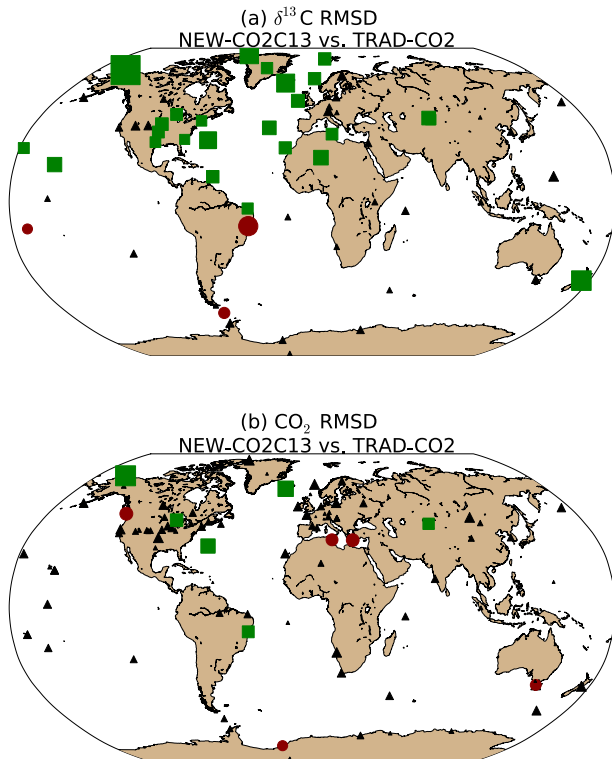 (a) δ¹³C RMSD
NEW-CO2C13 vs. TRAD-CO2
(b) CO₂ RMSD
NEW-CO2C13 vs. TRAD-CO2